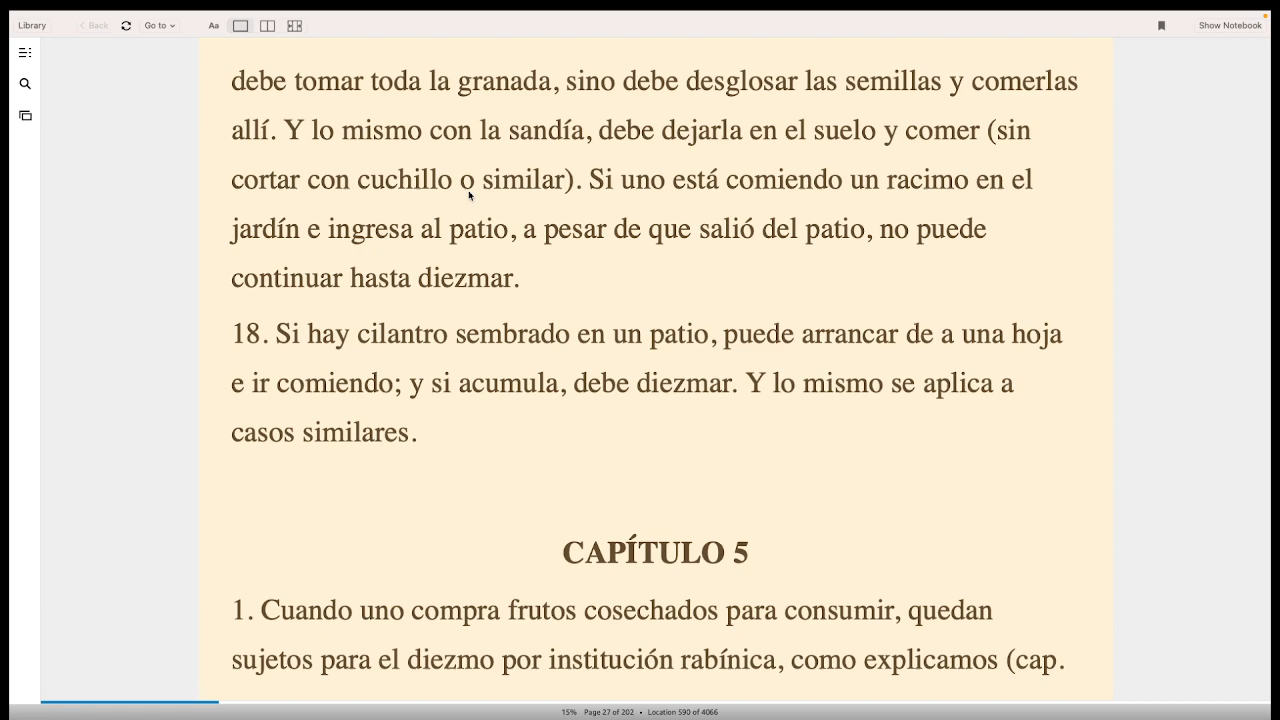 Library
Back
Go to
Aa
Show Notebook
debe tomar toda la granada, sino debe desglosar las semillas y comerlas
allí. Y lo mismo con la sandía, debe dejarla en el suelo y comer (sin
cortar con cuchillo o similar). Si uno está comiendo un racimo en el
jardín e ingresa al patio, a pesar de que salió del patio, no puede
continuar hasta diezmar.
18. Si hay cilantro sembrado en un patio, puede arrancar de a una hoja
e ir comiendo; y si acumula, debe diezmar. Y lo mismo se aplica a
casos similares.
CAPÍTULO 5
1. Cuando uno compra frutos cosechados para consumir, quedan
sujetos para el diezmo por institución rabínica, como explicamos (cap.
15% Page 27 of 202 • Location 590 of 4066